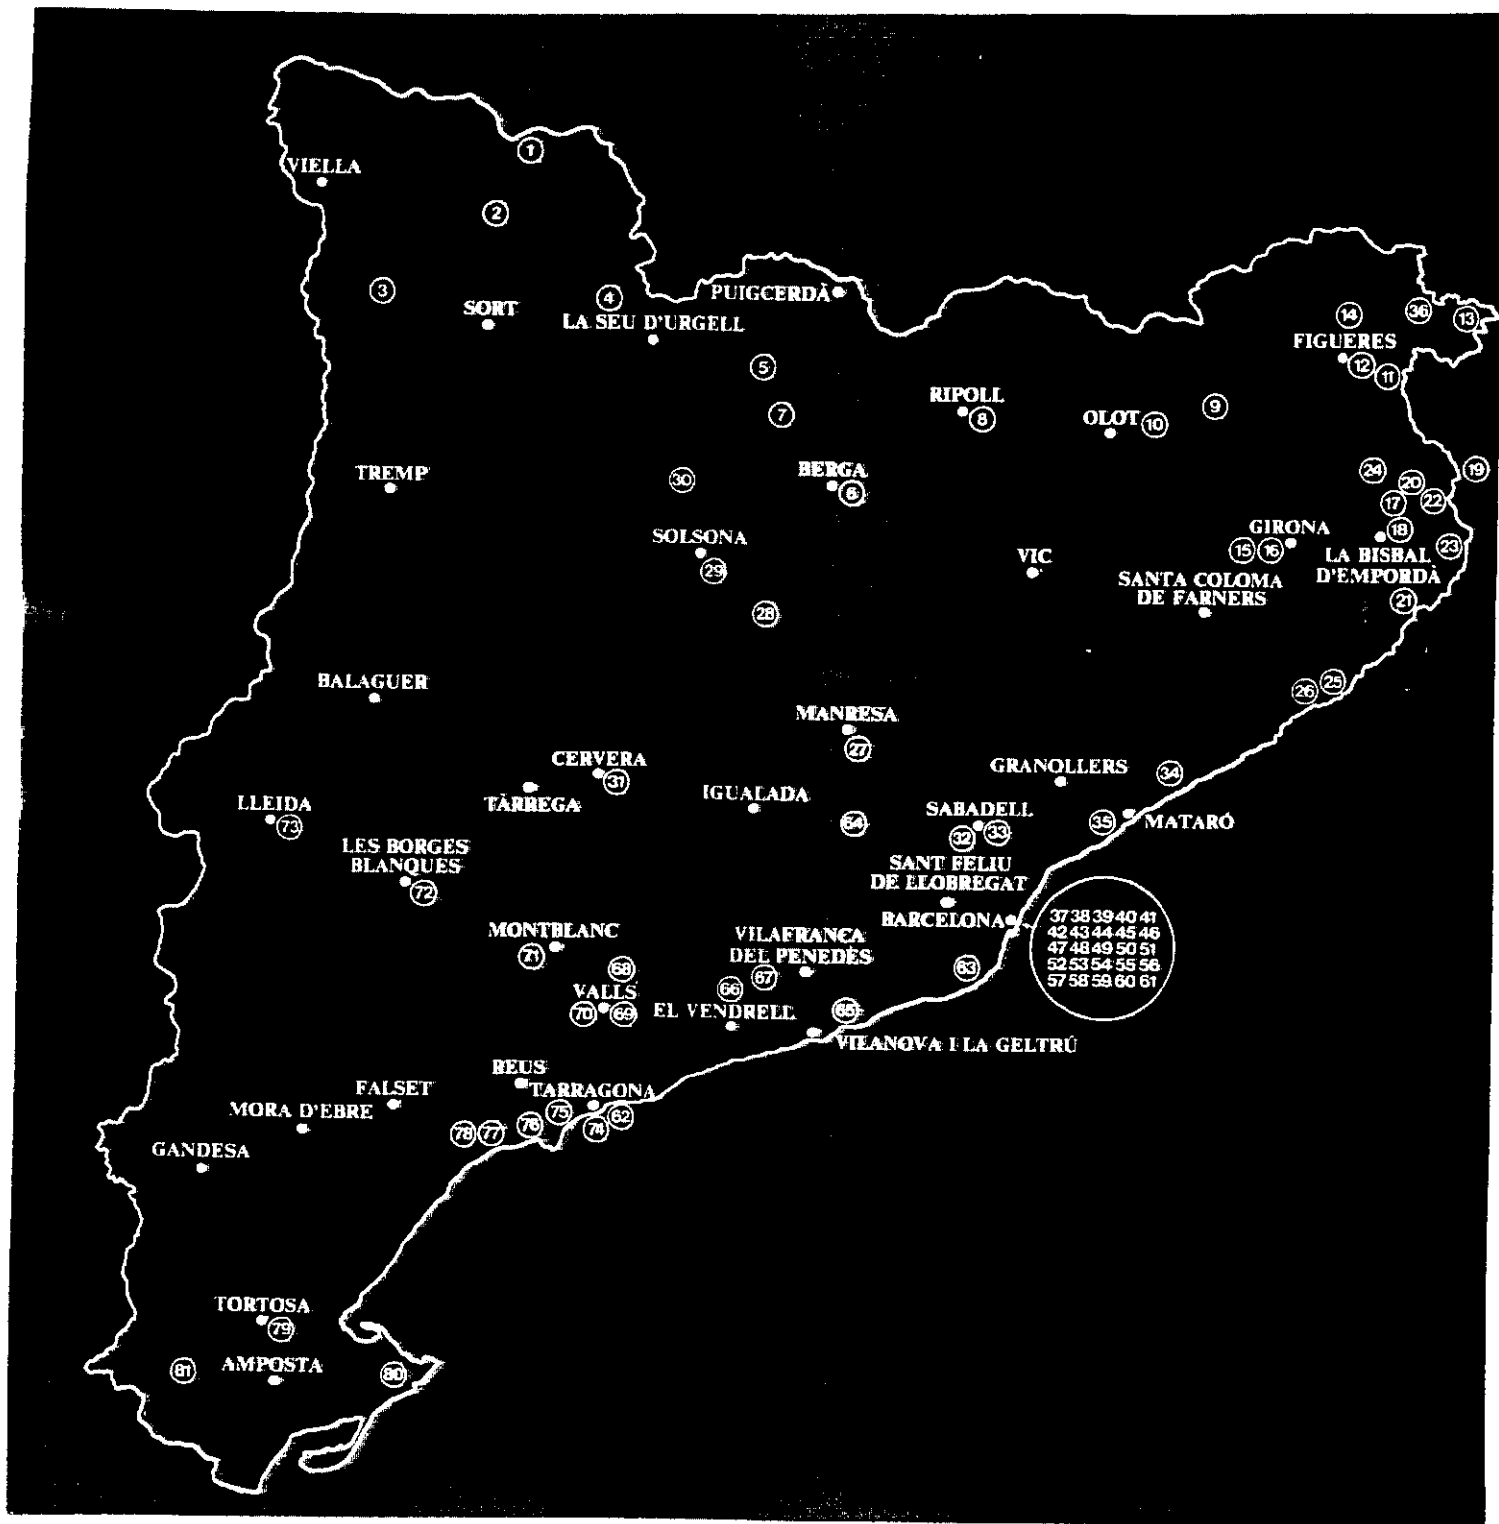 1
VIELLA
2
3
SORT
4
LA SEU D'URGELL
PUIGCERDÀ
14
36
13
FIGUERES
12
11
5
7
RIPOLL
8
OLOT
10
9
TREMP
30
BERGA
6
24
19
20
17
22
18
23
SOLSONA
29
VIC
GIRONA
15
16
LA BISBAL
D'EMPORDÀ
SANTA COLOMA
DE FARNERS
21
28
BALAGUER
26
25
MANRESA
27
CERVERA
31
TÀRREGA
IGUALADA
GRANOLLERS
34
LLEIDA
73
64
SABADELL
32
33
35
MATARÓ
LES BORGES
BLANQUES
72
SANT FELIU
DE LLOBREGAT
BARCELONA
37 38 39 40 41
42 43 44 45 46
47 48 49 50 51
52 53 54 55 56
57 58 59 60 61
MONTBLANC
71
68
VILAFRANCA
DEL PENEDÈS
67
66
63
VALLS
70
69
EL VENDRELL
65
VILANOVA I LA GELTRÚ
REUS
TARRAGONA
75
62
74
76
77
78
FALSET
MORA D'EBRE
GANDESA
TORTOSA
79
81
AMPOSTA
80